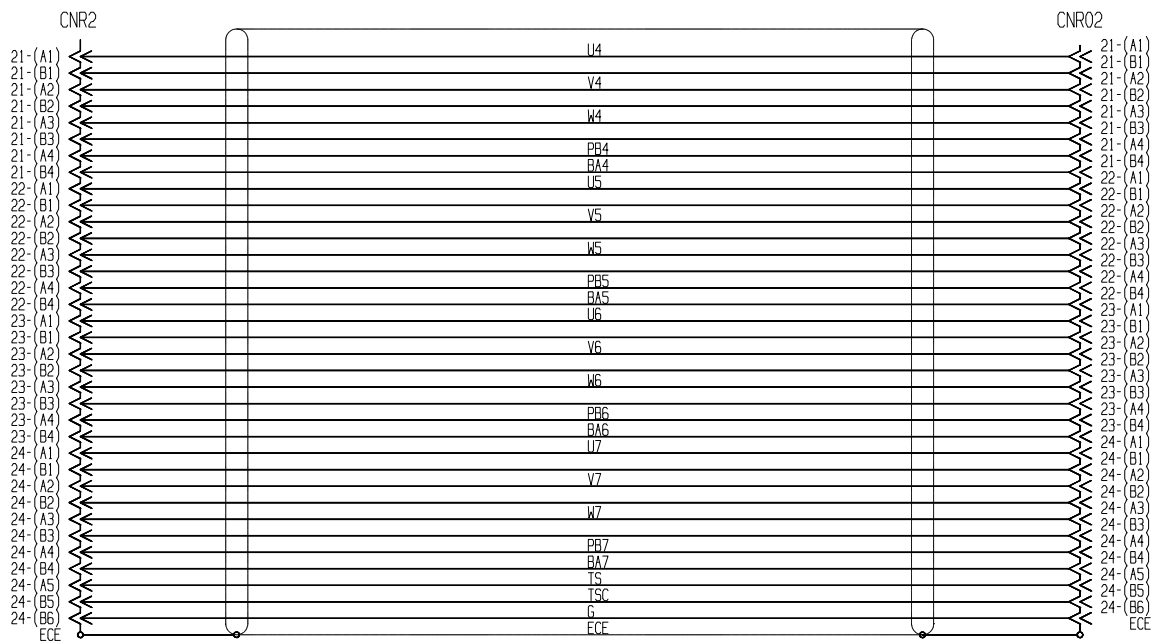 CNR2 CNR02
21-(A1) U4 21-(A1)
21-(B1) 21-(B1)
21-(A2) V4 21-(A2)
21-(B2) 21-(B2)
21-(A3) W4 21-(A3)
21-(B3) 21-(B3)
21-(A4) PB4 21-(A4)
21-(B4) BA4 21-(B4)
22-(A1) U5 22-(A1)
22-(B1) 22-(B1)
22-(A2) V5 22-(A2)
22-(B2) 22-(B2)
22-(A3) W5 22-(A3)
22-(B3) 22-(B3)
22-(A4) PB5 22-(A4)
22-(B4) BA5 22-(B4)
23-(A1) U6 23-(A1)
23-(B1) 23-(B1)
23-(A2) V6 23-(A2)
23-(B2) 23-(B2)
23-(A3) W6 23-(A3)
23-(B3) 23-(B3)
23-(A4) PB6 23-(A4)
23-(B4) BA6 23-(B4)
24-(A1) U7 24-(A1)
24-(B1) 24-(B1)
24-(A2) V7 24-(A2)
24-(B2) 24-(B2)
24-(A3) W7 24-(A3)
24-(B3) 24-(B3)
24-(A4) PB7 24-(A4)
24-(B4) BA7 24-(B4)
24-(A5) TS 24-(A5)
24-(B5) TSC 24-(B5)
24-(B6) G 24-(B6)
ECE ECE ECE